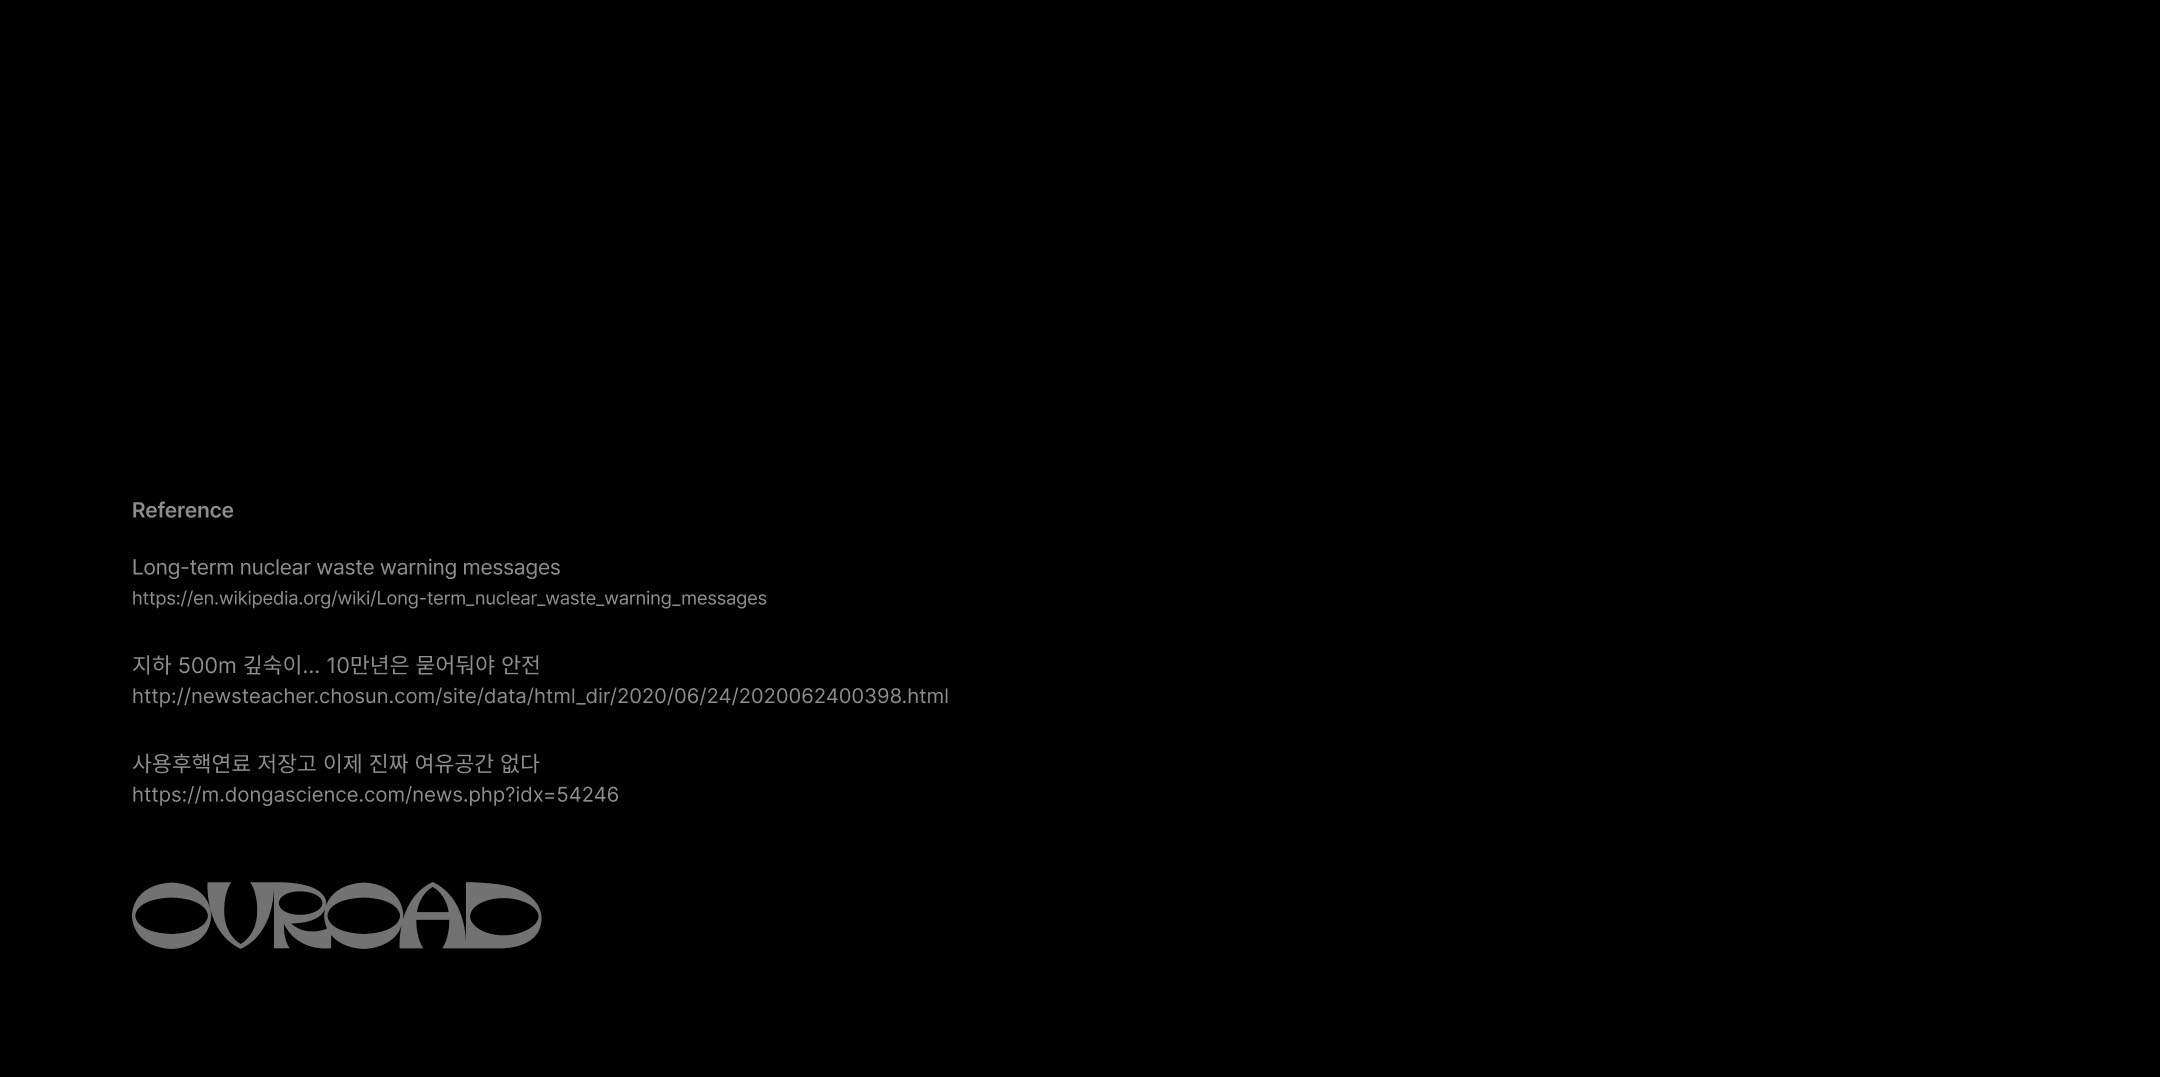 Reference
Long-term nuclear waste warning messages
https://en.wikipedia.org/wiki/Long-term_nuclear_waste_warning_messages
지하 500m 깊숙이... 10만년은 묻어둬야 안전
http://newsteacher.chosun.com/site/data/html_dir/2020/06/24/2020062400398.html
사용후핵연료 저장고 이제 진짜 여유공간 없다
https://m.dongascience.com/news.php?idx=54246
OUROAD